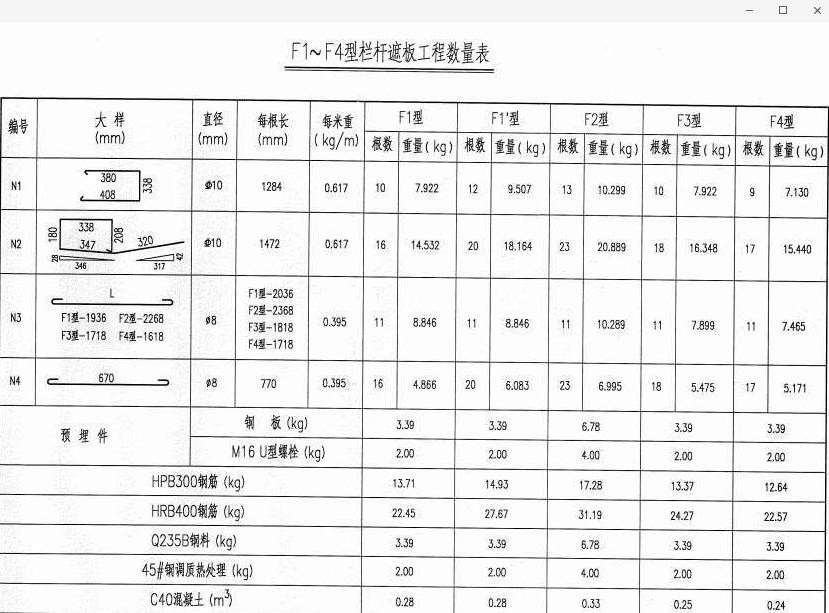 F1～F4型栏杆遮板工程数量表
编号 大 样 (mm) 直径 (mm) 每根长 (mm) 每米重 (kg/m) F1型 F1'型 F2型 F3型 F4型
根数 重量(kg) 根数 重量(kg) 根数 重量(kg) 根数 重量(kg) 根数 重量(kg)
N1 380 408 338 ϕ10 1284 0.617 10 7.922 12 9.507 13 10.299 10 7.922 9 7.130
N2 180 338 347 208 320 28 346 317 42 ϕ10 1472 0.617 16 14.532 20 18.164 23 20.889 18 16.348 17 15.440
N3 L F1型-1936 F2型-2268 F3型-1718 F4型-1618 ϕ8 F1型-2036 F2型-2368 F3型-1818 F4型-1718 0.395 11 8.846 11 8.846 11 10.289 11 7.899 11 7.465
N4 670 ϕ8 770 0.395 16 4.866 20 6.083 23 6.995 18 5.475 17 5.171
预 埋 件 钢 板(kg) 3.39 3.39 6.78 3.39 3.39
M16 U型螺栓(kg) 2.00 2.00 4.00 2.00 2.00
HPB300钢筋(kg) 13.71 14.93 17.28 13.37 12.64
HRB400钢筋(kg) 22.45 27.67 31.19 24.27 22.57
Q235B钢料(kg) 3.39 3.39 6.78 3.39 3.39
45#钢调质热处理(kg) 2.00 2.00 4.00 2.00 2.00
C40混凝土(m³) 0.28 0.28 0.33 0.25 0.24